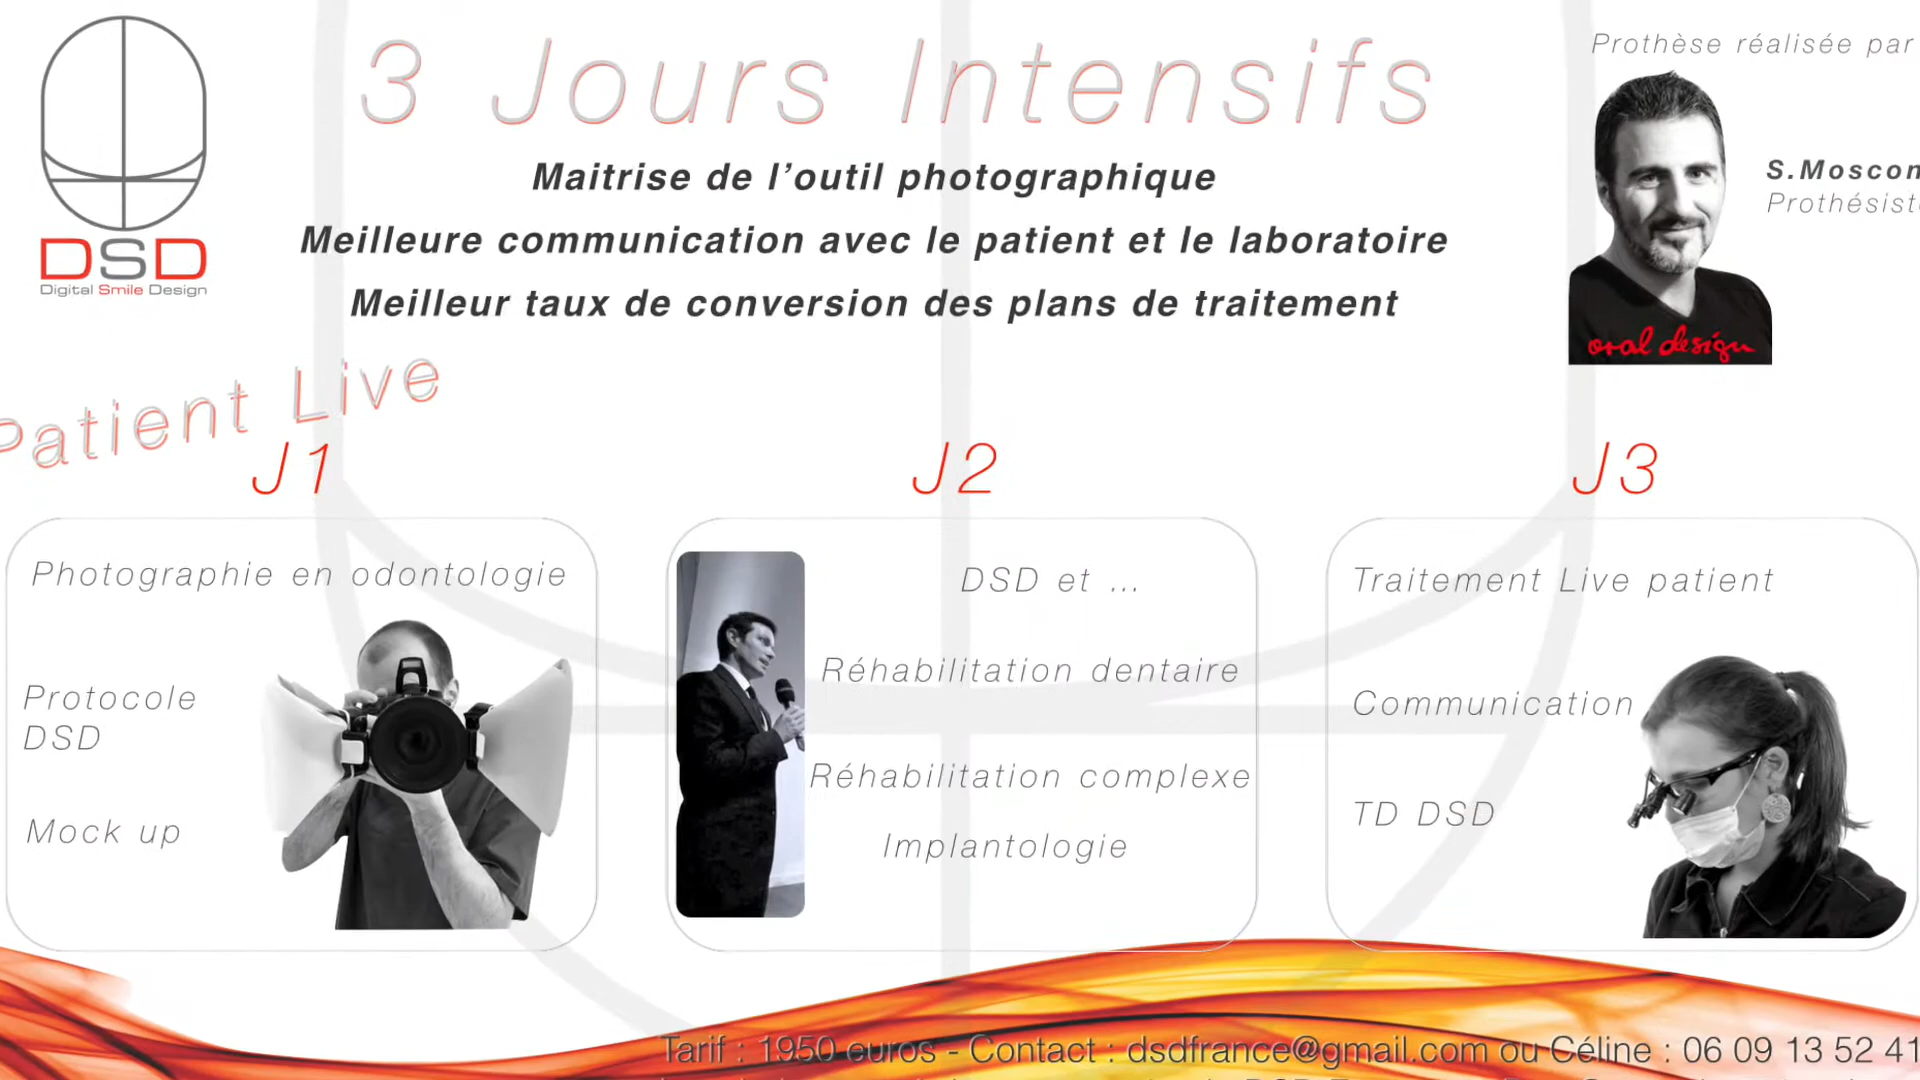 3 Jours Intensifs
Maitrise de l’outil photographique
Meilleure communication avec le patient et le laboratoire
Meilleur taux de conversion des plans de traitement
DSD
Digital Smile Design
Prothèse réalisée par
S.Moscon
Prothésiste
oral design
Patient Live
J1
Photographie en odontologie
Protocole
DSD
Mock up
J2
DSD et ...
Réhabilitation dentaire
Réhabilitation complexe
Implantologie
J3
Traitement Live patient
Communication
TD DSD
Tarif : 1950 euros - Contact : dsdfrance@gmail.com ou Céline : 06 09 13 52 41